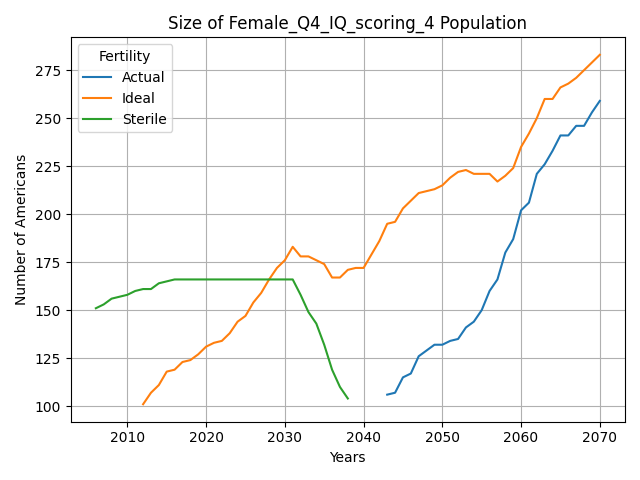 Size of Female_Q4_IQ_scoring_4 Population
Fertility
Actual
Ideal
Sterile
Number of Americans
275
250
225
200
175
150
125
100
2010 2020 2030 2040 2050 2060 2070
Years